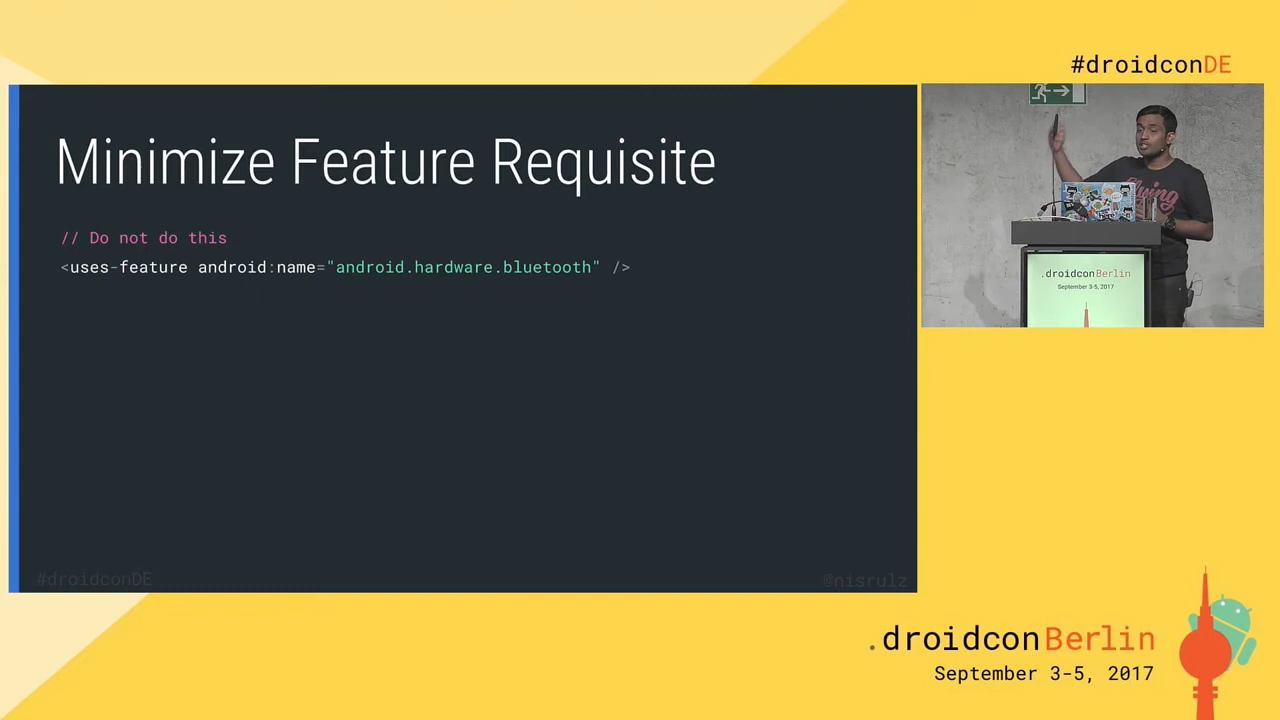 #droidconDE
Minimize Feature Requisite
// Do not do this
<uses-feature android:name="android.hardware.bluetooth" />
#droidconDE
@nisrulz
Flying
.droidconBerlin
September 3-5, 2017
.droidconBerlin
September 3-5, 2017